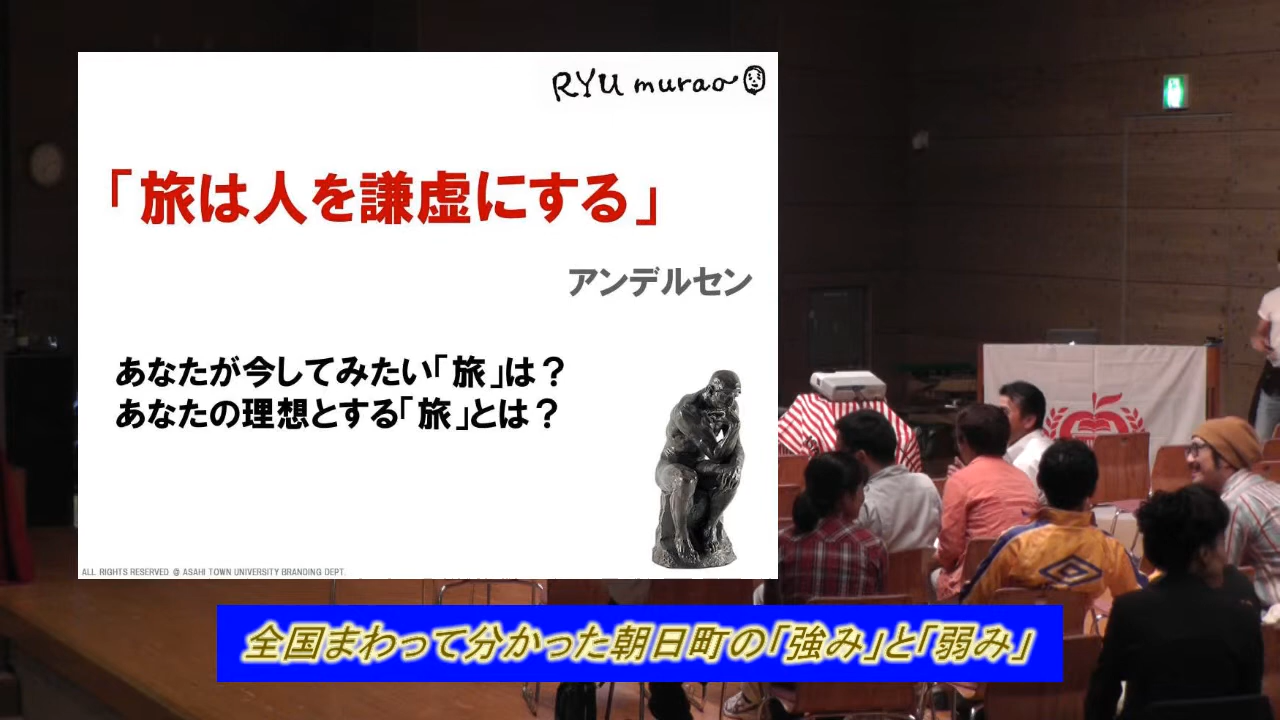 RYU murao
「旅は人を謙虚にする」
アンデルセン
あなたが今してみたい「旅」は？
あなたの理想とする「旅」とは？
ALL RIGHTS RESERVED @ ASAHI TOWN UNIVERSITY BRANDING DEPT.
全国まわって分かった朝日町の「強み」と「弱み」